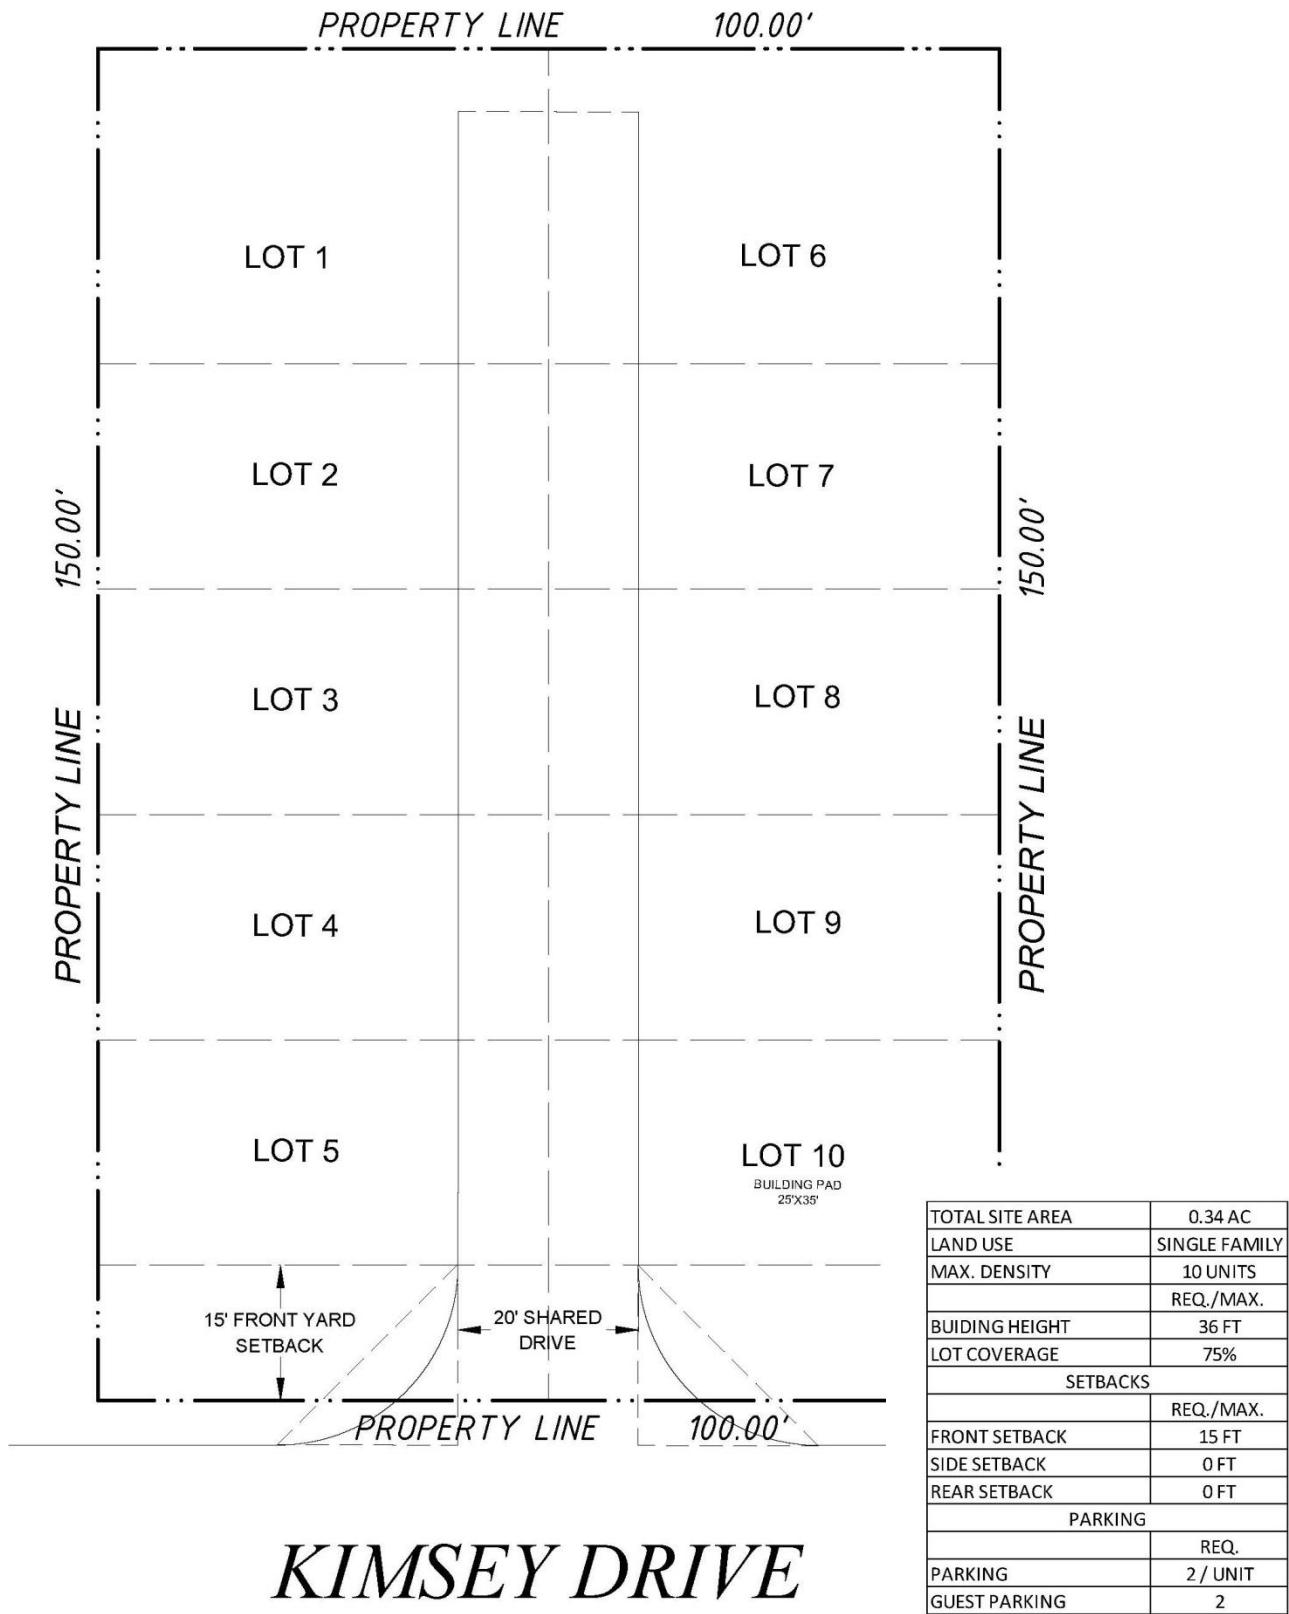 PROPERTY LINE 100.00'
LOT 1
LOT 6
LOT 2
LOT 7
150.00'
150.00'
LOT 3
LOT 8
PROPERTY LINE
PROPERTY LINE
LOT 4
LOT 9
LOT 5
LOT 10
BUILDING PAD
25'X35'
15' FRONT YARD
SETBACK
20' SHARED
DRIVE
PROPERTY LINE 100.00'
KIMSEY DRIVE
TOTAL SITE AREA 0.34 AC
LAND USE SINGLE FAMILY
MAX. DENSITY 10 UNITS
REQ./MAX.
BUIDING HEIGHT 36 FT
LOT COVERAGE 75%
SETBACKS
REQ./MAX.
FRONT SETBACK 15 FT
SIDE SETBACK 0 FT
REAR SETBACK 0 FT
PARKING
REQ.
PARKING 2 / UNIT
GUEST PARKING 2